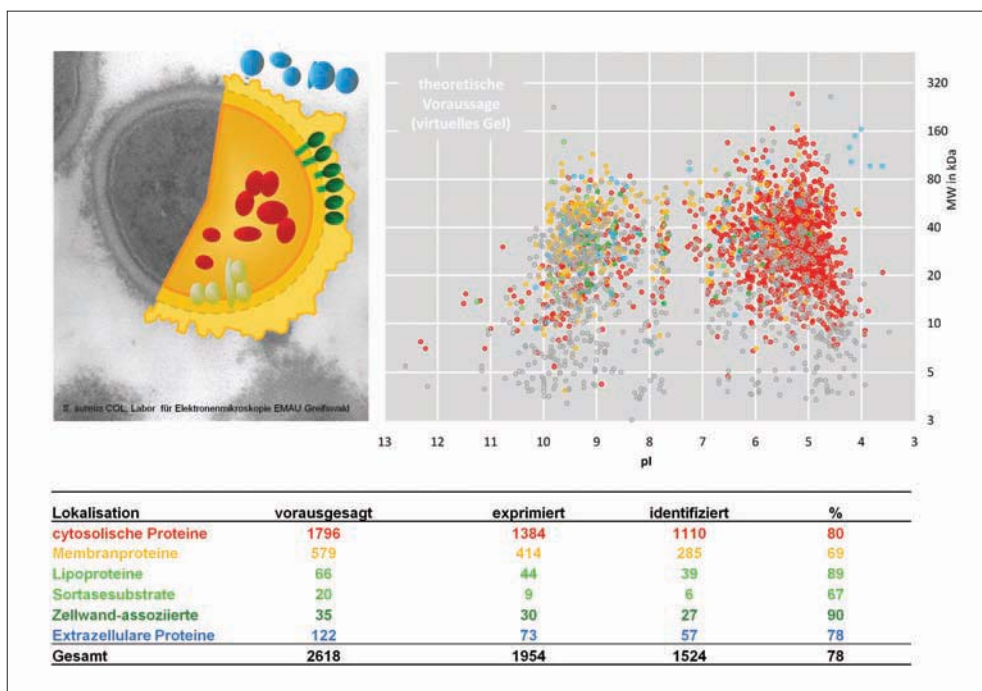 theoretische
Voraussage
(virtuelles Gel)
S. aureus COL, Labor für Elektronenmikroskopie EMAU Greifswald
320
160
80
40
20
10
5
3
MW in kDa
13 12 11 10 9 8 7 6 5 4 3
pI
Lokalisation vorausgesagt exprimiert identifiziert %
cytosolische Proteine 1796 1384 1110 80
Membranproteine 579 414 285 69
Lipoproteine 66 44 39 89
Sortasesubstrate 20 9 6 67
Zellwand-assoziierte 35 30 27 90
Extrazellulare Proteine 122 73 57 78
Gesamt 2618 1954 1524 78